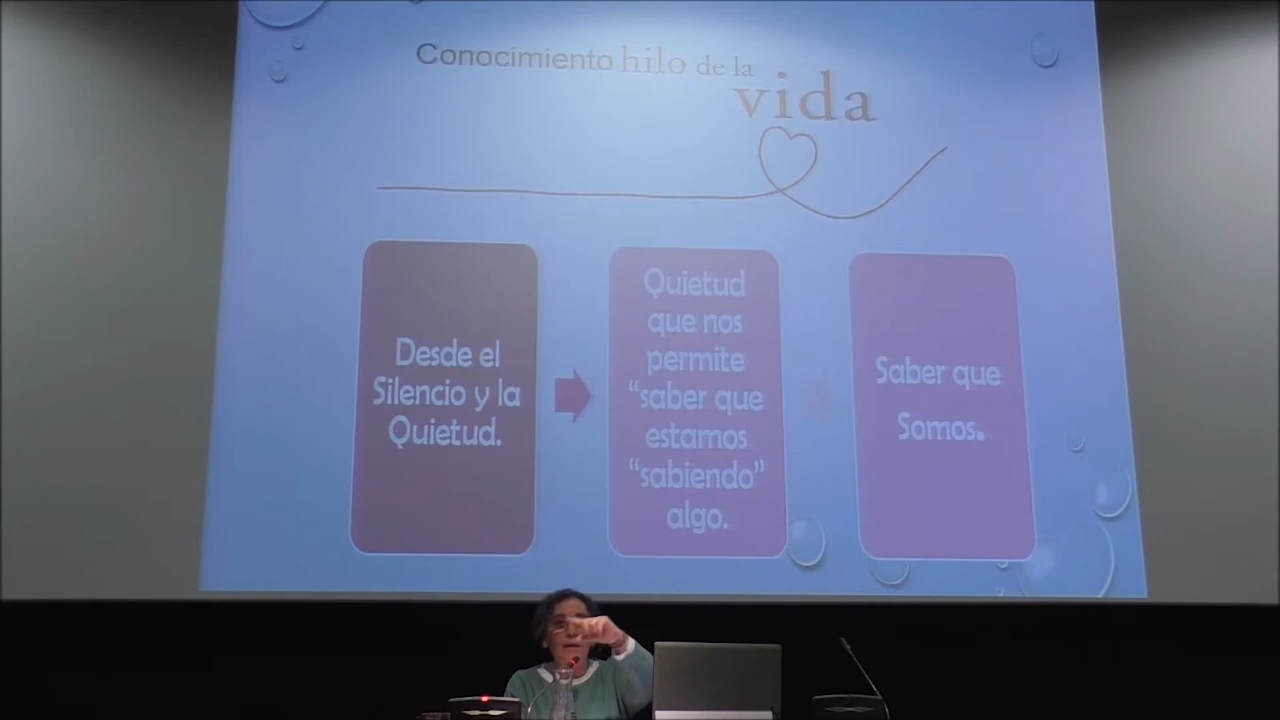 Conocimiento hilo de la
vida
Desde el
Silencio y la
Quietud.
Quietud
que nos
permite
“saber que
estamos
“sabiendo”
algo.
Saber que
Somos.